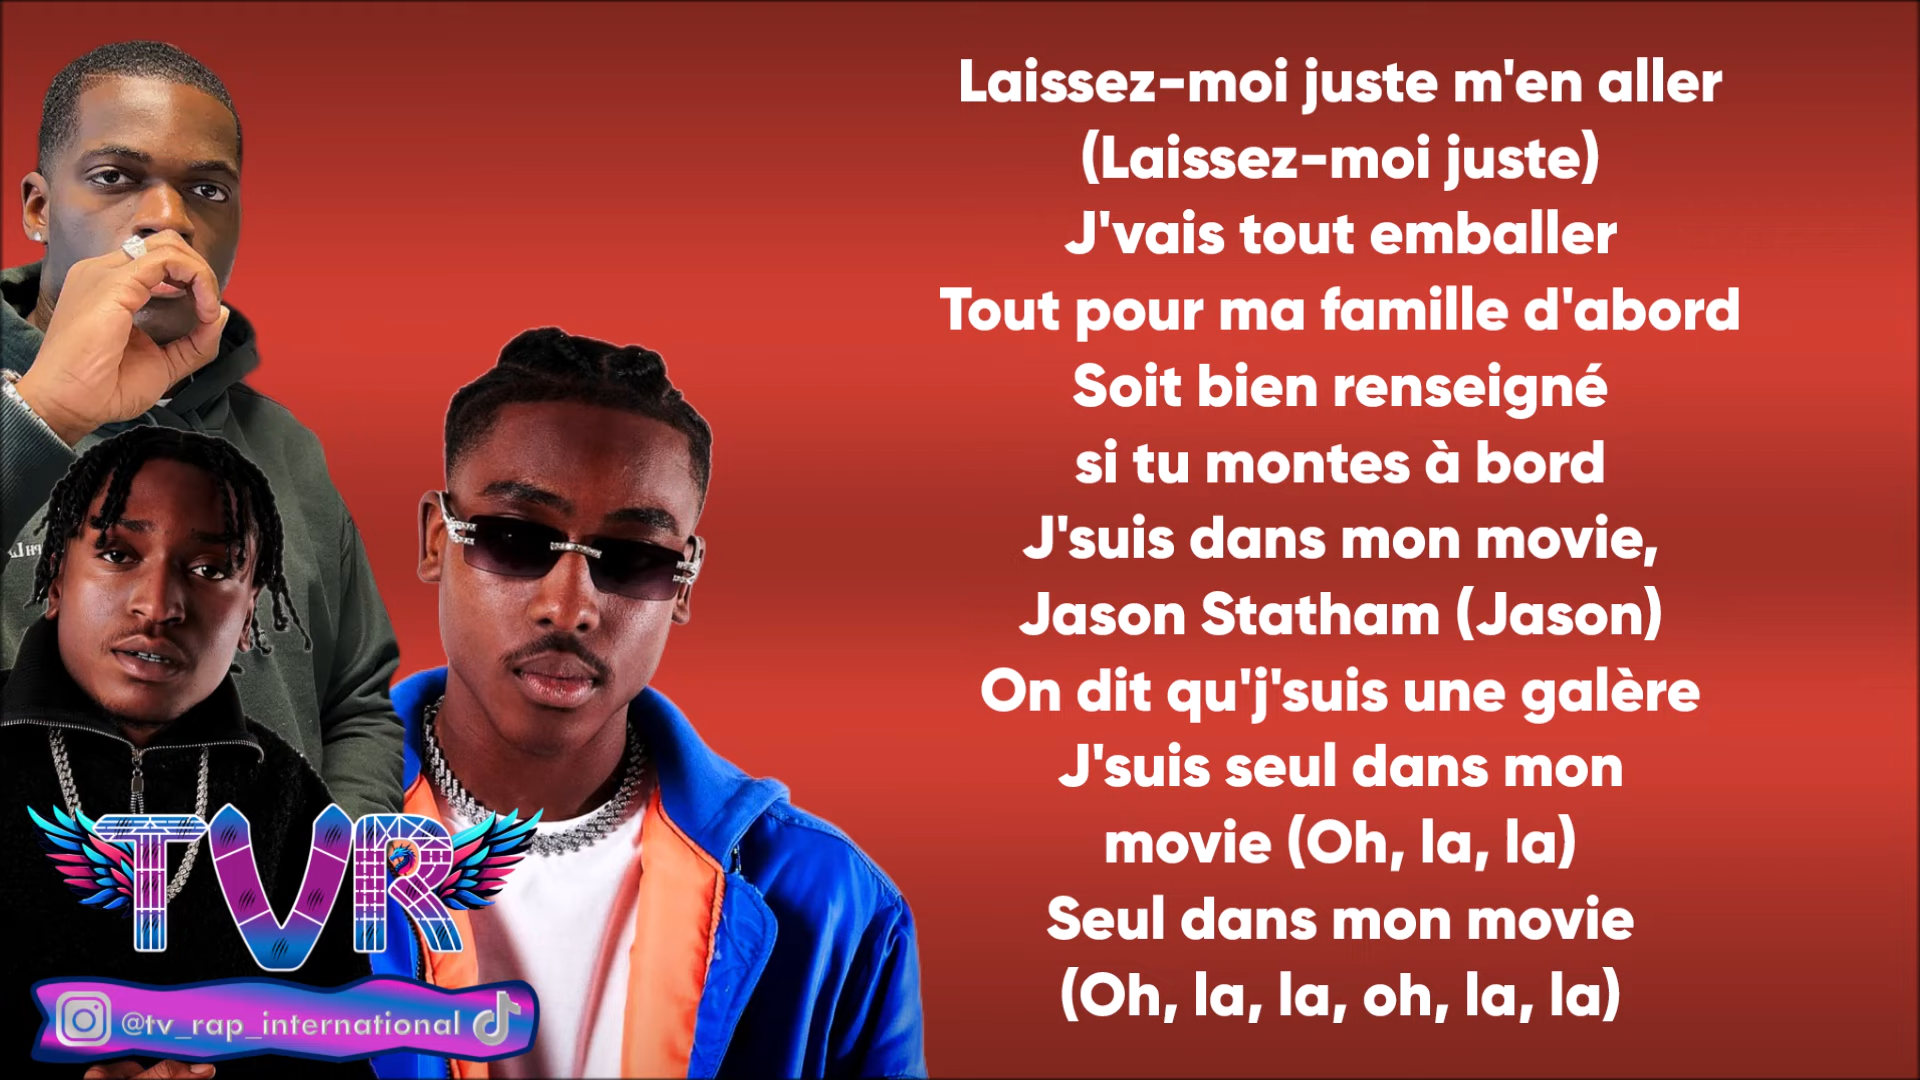 Laissez-moi juste m'en aller
(Laissez-moi juste)
J'vais tout emballer
Tout pour ma famille d'abord
Soit bien renseigné
si tu montes à bord
J'suis dans mon movie,
Jason Statham (Jason)
On dit qu'j'suis une galère
J'suis seul dans mon
movie (Oh, la, la)
Seul dans mon movie
(Oh, la, la, oh, la, la)
TVR
@tv_rap_international